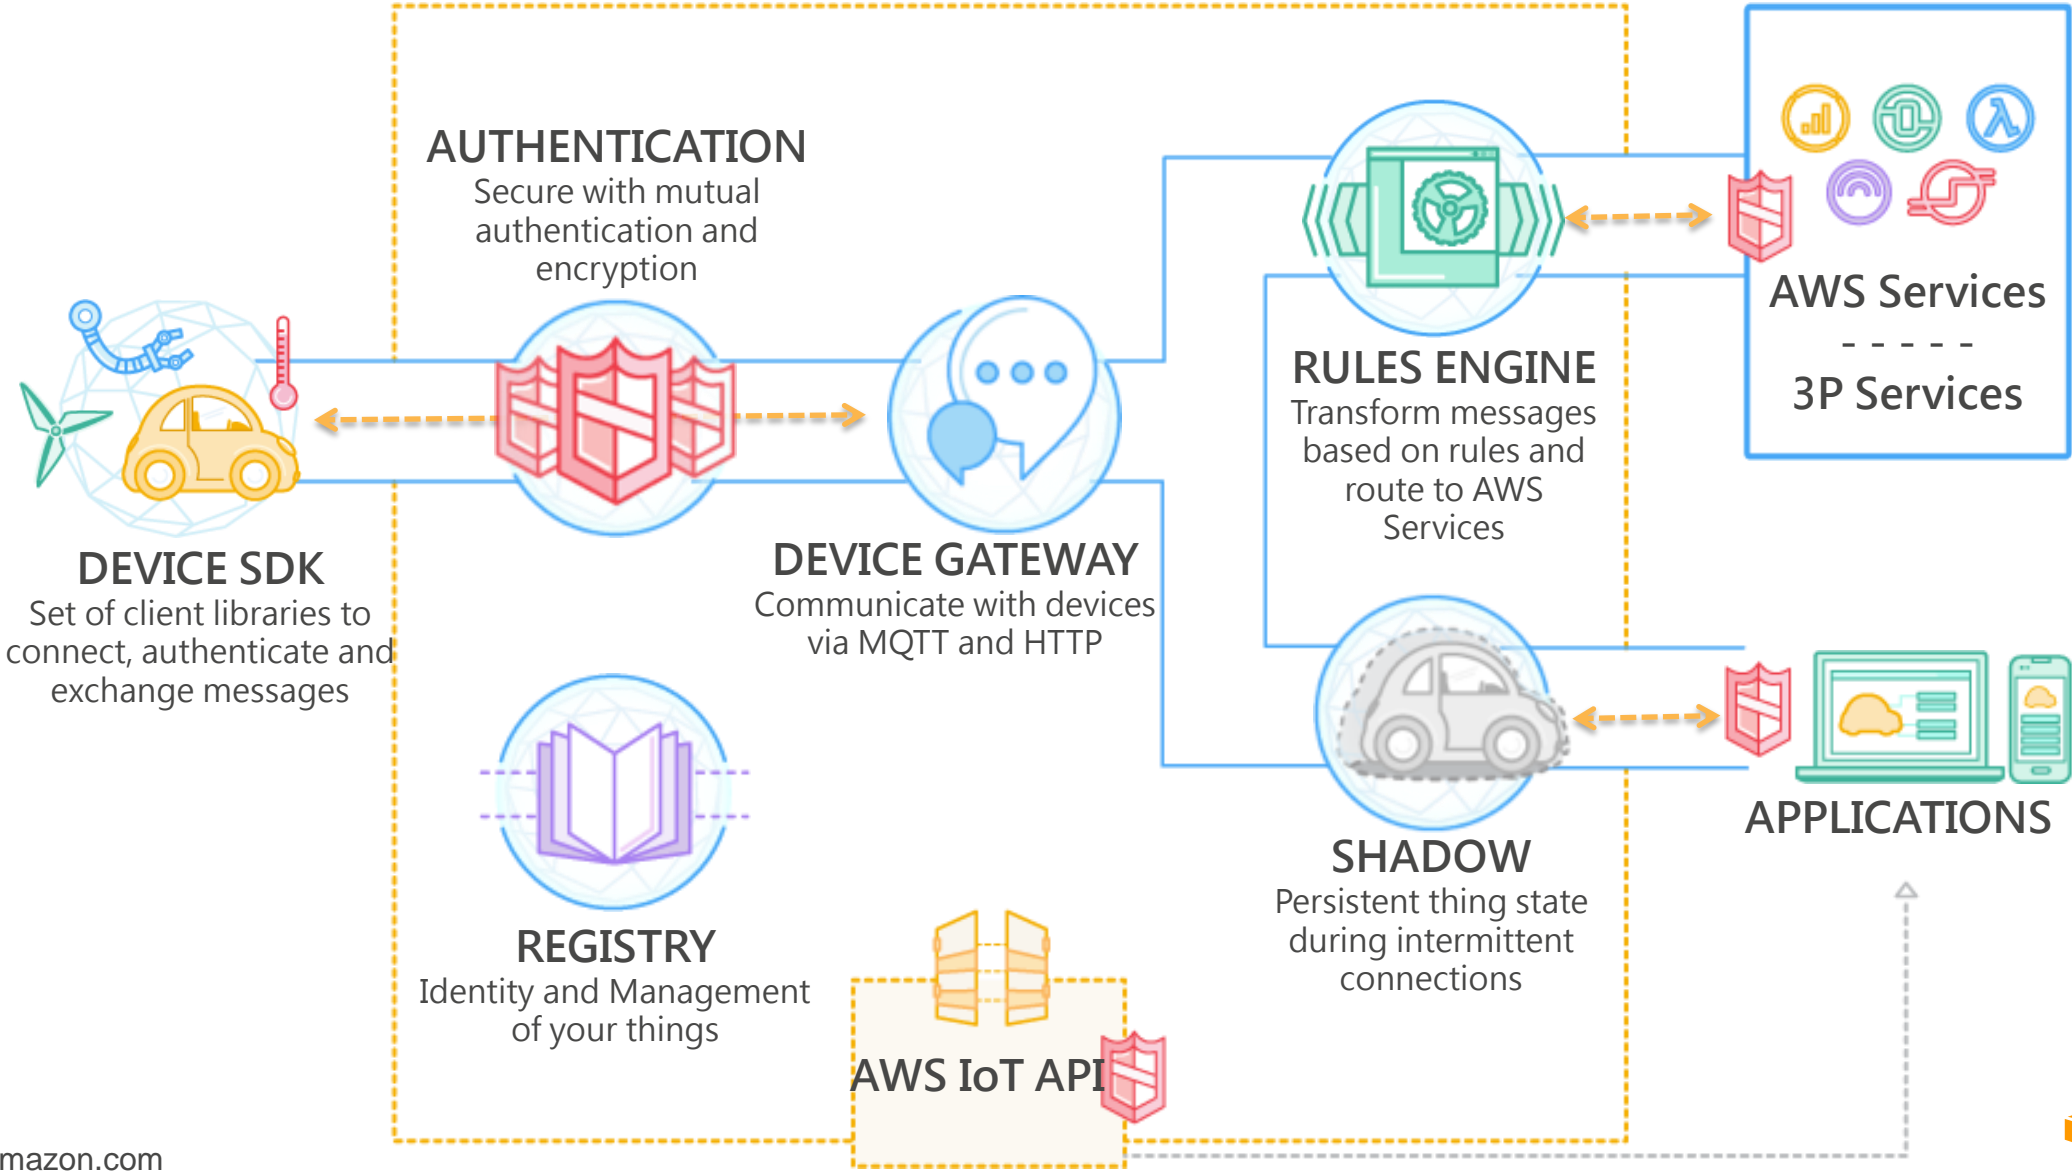 AUTHENTICATION
Secure with mutual
authentication and
encryption
DEVICE SDK
Set of client libraries to
connect, authenticate and
exchange messages
DEVICE GATEWAY
Communicate with devices
via MQTT and HTTP
RULES ENGINE
Transform messages
based on rules and
route to AWS
Services
AWS Services
- - - - -
3P Services
REGISTRY
Identity and Management
of your things
SHADOW
Persistent thing state
during intermittent
connections
APPLICATIONS
AWS IoT API
mazon.com